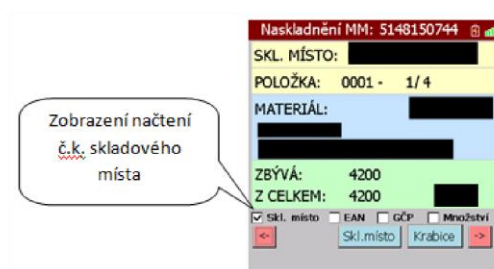 Naskladnění MM: 5148150744
SKL. MÍSTO:
POLOŽKA: 0001 - 1/ 4
MATERIÁL:
Zobrazení načtení
č.k. skladového
místa
ZBÝVÁ: 4200
Z CELKEM: 4200
Skl. místo EAN GČP Množství
<- Skl.místo Krabice ->